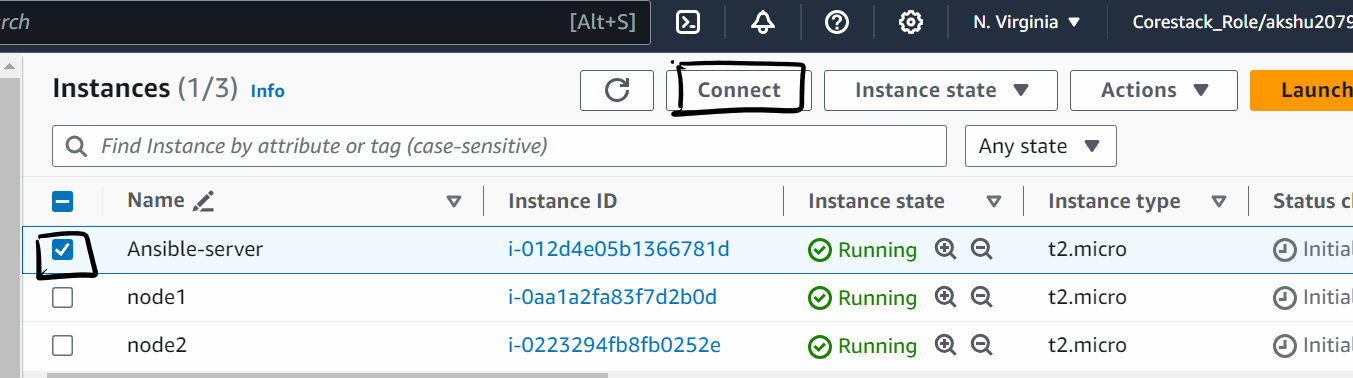 rch [Alt+S] N. Virginia Corestack_Role/akshu2079
Instances (1/3) Info Connect Instance state Actions Launch
Find Instance by attribute or tag (case-sensitive) Any state
Name Instance ID Instance state Instance type Status c
Ansible-server i-012d4e05b1366781d Running t2.micro Initial
node1 i-0aa1a2fa83f7d2b0d Running t2.micro Initial
node2 i-0223294fb8fb0252e Running t2.micro Initial